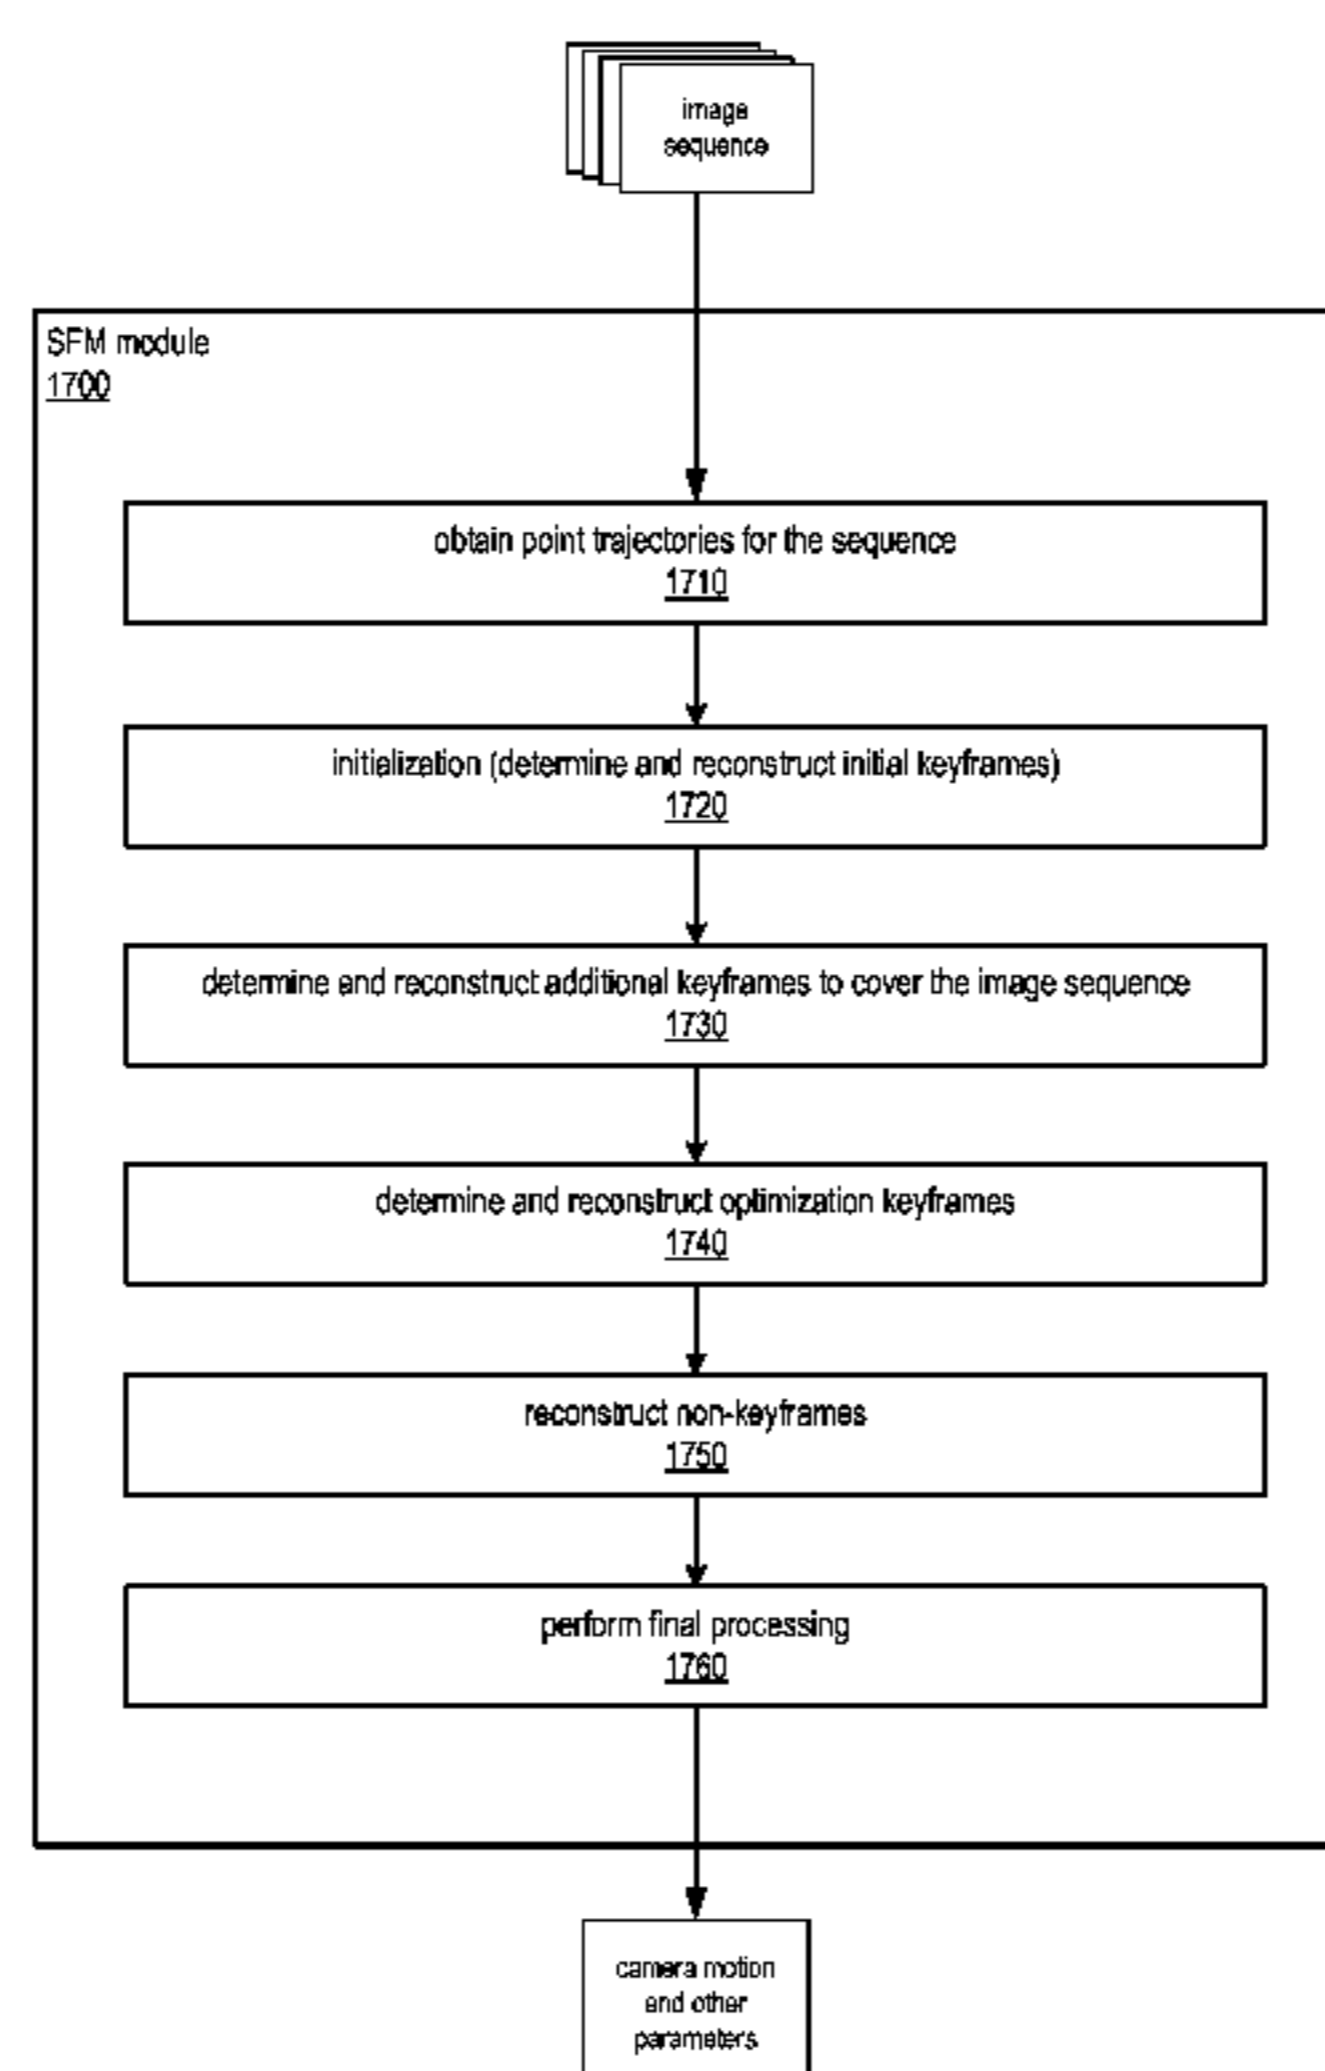 image
sequence
SFM module
1700
obtain point trajectories for the sequence
1710
initialization (determine and reconstruct initial keyframes)
1720
determine and reconstruct additional keyframes to cover the image sequence
1730
determine and reconstruct optimization keyframes
1740
reconstruct non-keyframes
1750
perform final processing
1760
camera motion
and other
parameters